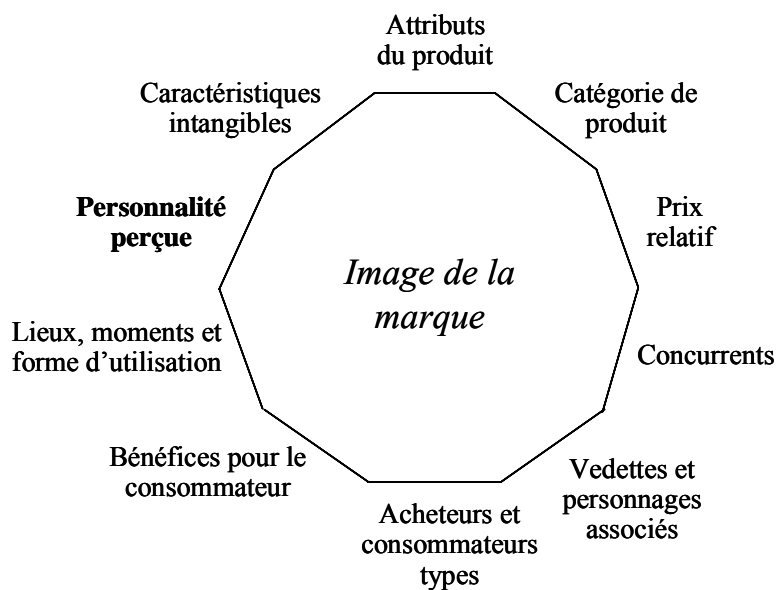 Attributs
du produit
Caractéristiques
intangibles
Catégorie de
produit
Personnalité
perçue
Prix
relatif
Image de la
marque
Lieux, moments et
forme d’utilisation
Concurrents
Bénéfices pour le
consommateur
Vedettes et
personnages
associés
Acheteurs et
consommateurs
types